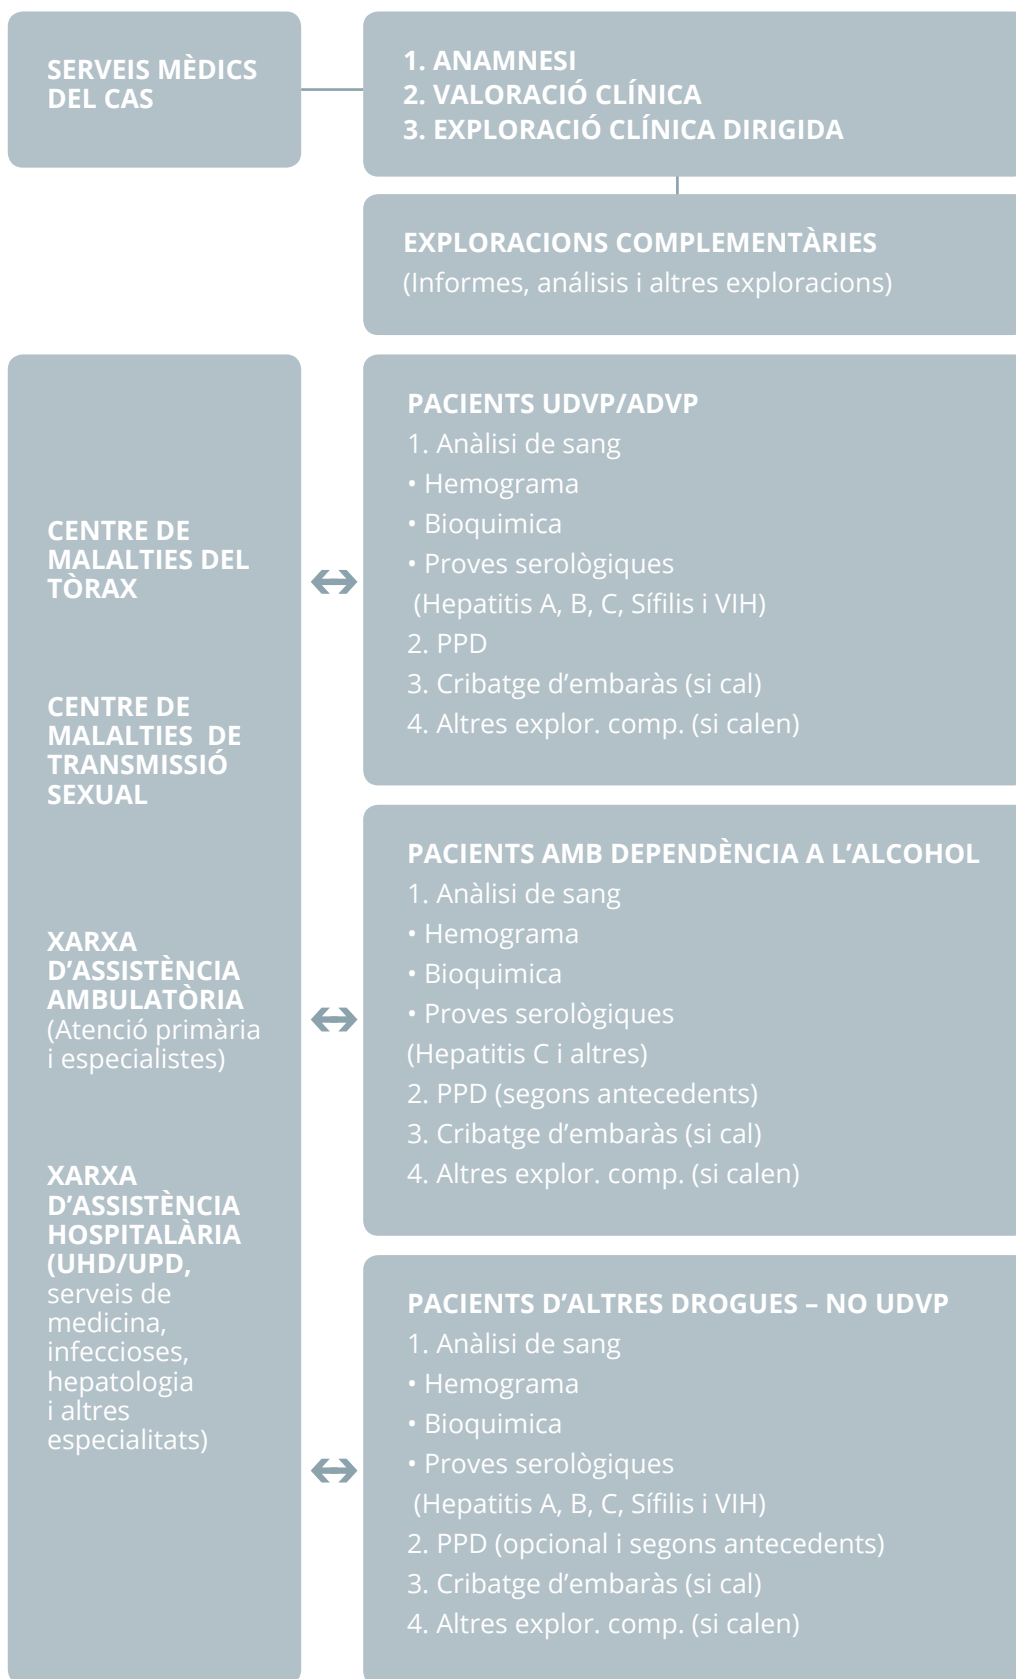 SERVEIS MÈDICS
DEL CAS
1. ANAMNESI
2. VALORACIÓ CLÍNICA
3. EXPLORACIÓ CLÍNICA DIRIGIDA
EXPLORACIONS COMPLEMENTÀRIES
(Informes, análisis i altres exploracions)
CENTRE DE
MALALTIES DEL
TÒRAX
CENTRE DE
MALALTIES DE
TRANSMISSIÓ
SEXUAL
XARXA
D’ASSISTÈNCIA
AMBULATÒRIA
(Atenció primària
i especialistes)
XARXA
D’ASSISTÈNCIA
HOSPITALÀRIA
(UHD/UPD,
serveis de
medicina,
infeccioses,
hepatologia
i altres
especialitats)
PACIENTS UDVP/ADVP
1. Anàlisi de sang
• Hemograma
• Bioquimica
• Proves serològiques
(Hepatitis A, B, C, Sífilis i VIH)
2. PPD
3. Cribatge d’embaràs (si cal)
4. Altres explor. comp. (si calen)
PACIENTS AMB DEPENDÈNCIA A L’ALCOHOL
1. Anàlisi de sang
• Hemograma
• Bioquimica
• Proves serològiques
(Hepatitis C i altres)
2. PPD (segons antecedents)
3. Cribatge d’embaràs (si cal)
4. Altres explor. comp. (si calen)
PACIENTS D’ALTRES DROGUES – NO UDVP
1. Anàlisi de sang
• Hemograma
• Bioquimica
• Proves serològiques
(Hepatitis A, B, C, Sífilis i VIH)
2. PPD (opcional i segons antecedents)
3. Cribatge d’embaràs (si cal)
4. Altres explor. comp. (si calen)